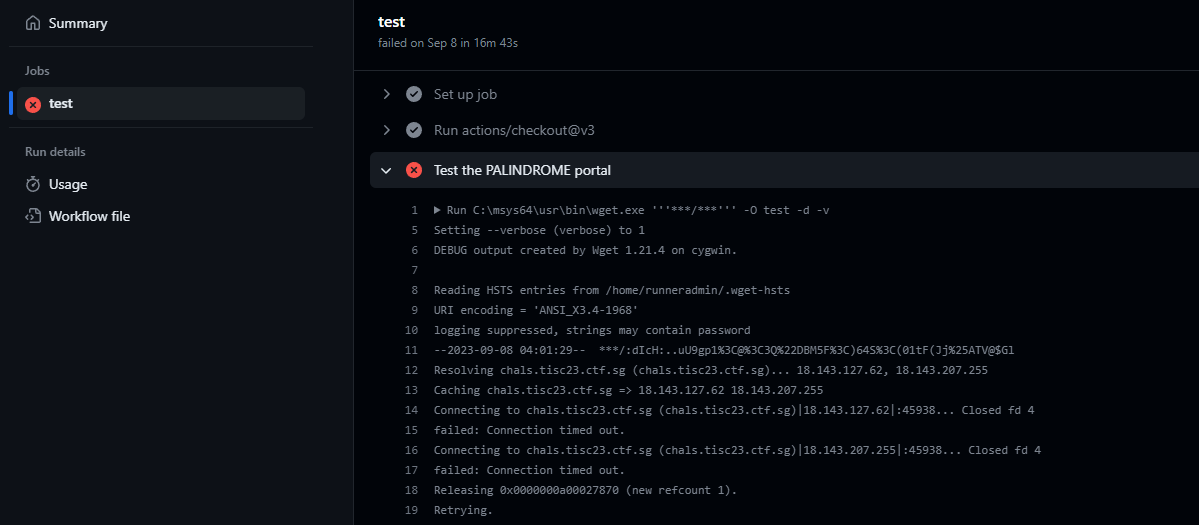 Summary
Jobs
test
Run details
Usage
Workflow file
test
failed on Sep 8 in 16m 43s
Set up job
Run actions/checkout@v3
Test the PALINDROME portal
1 Run C:\msys64\usr\bin\wget.exe '''***/***''' -O test -d -v
5 Setting --verbose (verbose) to 1
6 DEBUG output created by Wget 1.21.4 on cygwin.
7
8 Reading HSTS entries from /home/runneradmin/.wget-hsts
9 URI encoding = 'ANSI_X3.4-1968'
10 logging suppressed, strings may contain password
11 --2023-09-08 04:01:29--  ***/:dIcH:..uU9gp1%3C@%3C3Q%22DBM5F%3C)64S%3C(01tF(Jj%25ATV@$Gl
12 Resolving chals.tisc23.ctf.sg (chals.tisc23.ctf.sg)... 18.143.127.62, 18.143.207.255
13 Caching chals.tisc23.ctf.sg => 18.143.127.62 18.143.207.255
14 Connecting to chals.tisc23.ctf.sg (chals.tisc23.ctf.sg)|18.143.127.62|:45938... Closed fd 4
15 failed: Connection timed out.
16 Connecting to chals.tisc23.ctf.sg (chals.tisc23.ctf.sg)|18.143.207.255|:45938... Closed fd 4
17 failed: Connection timed out.
18 Releasing 0x0000000a00027870 (new refcount 1).
19 Retrying.